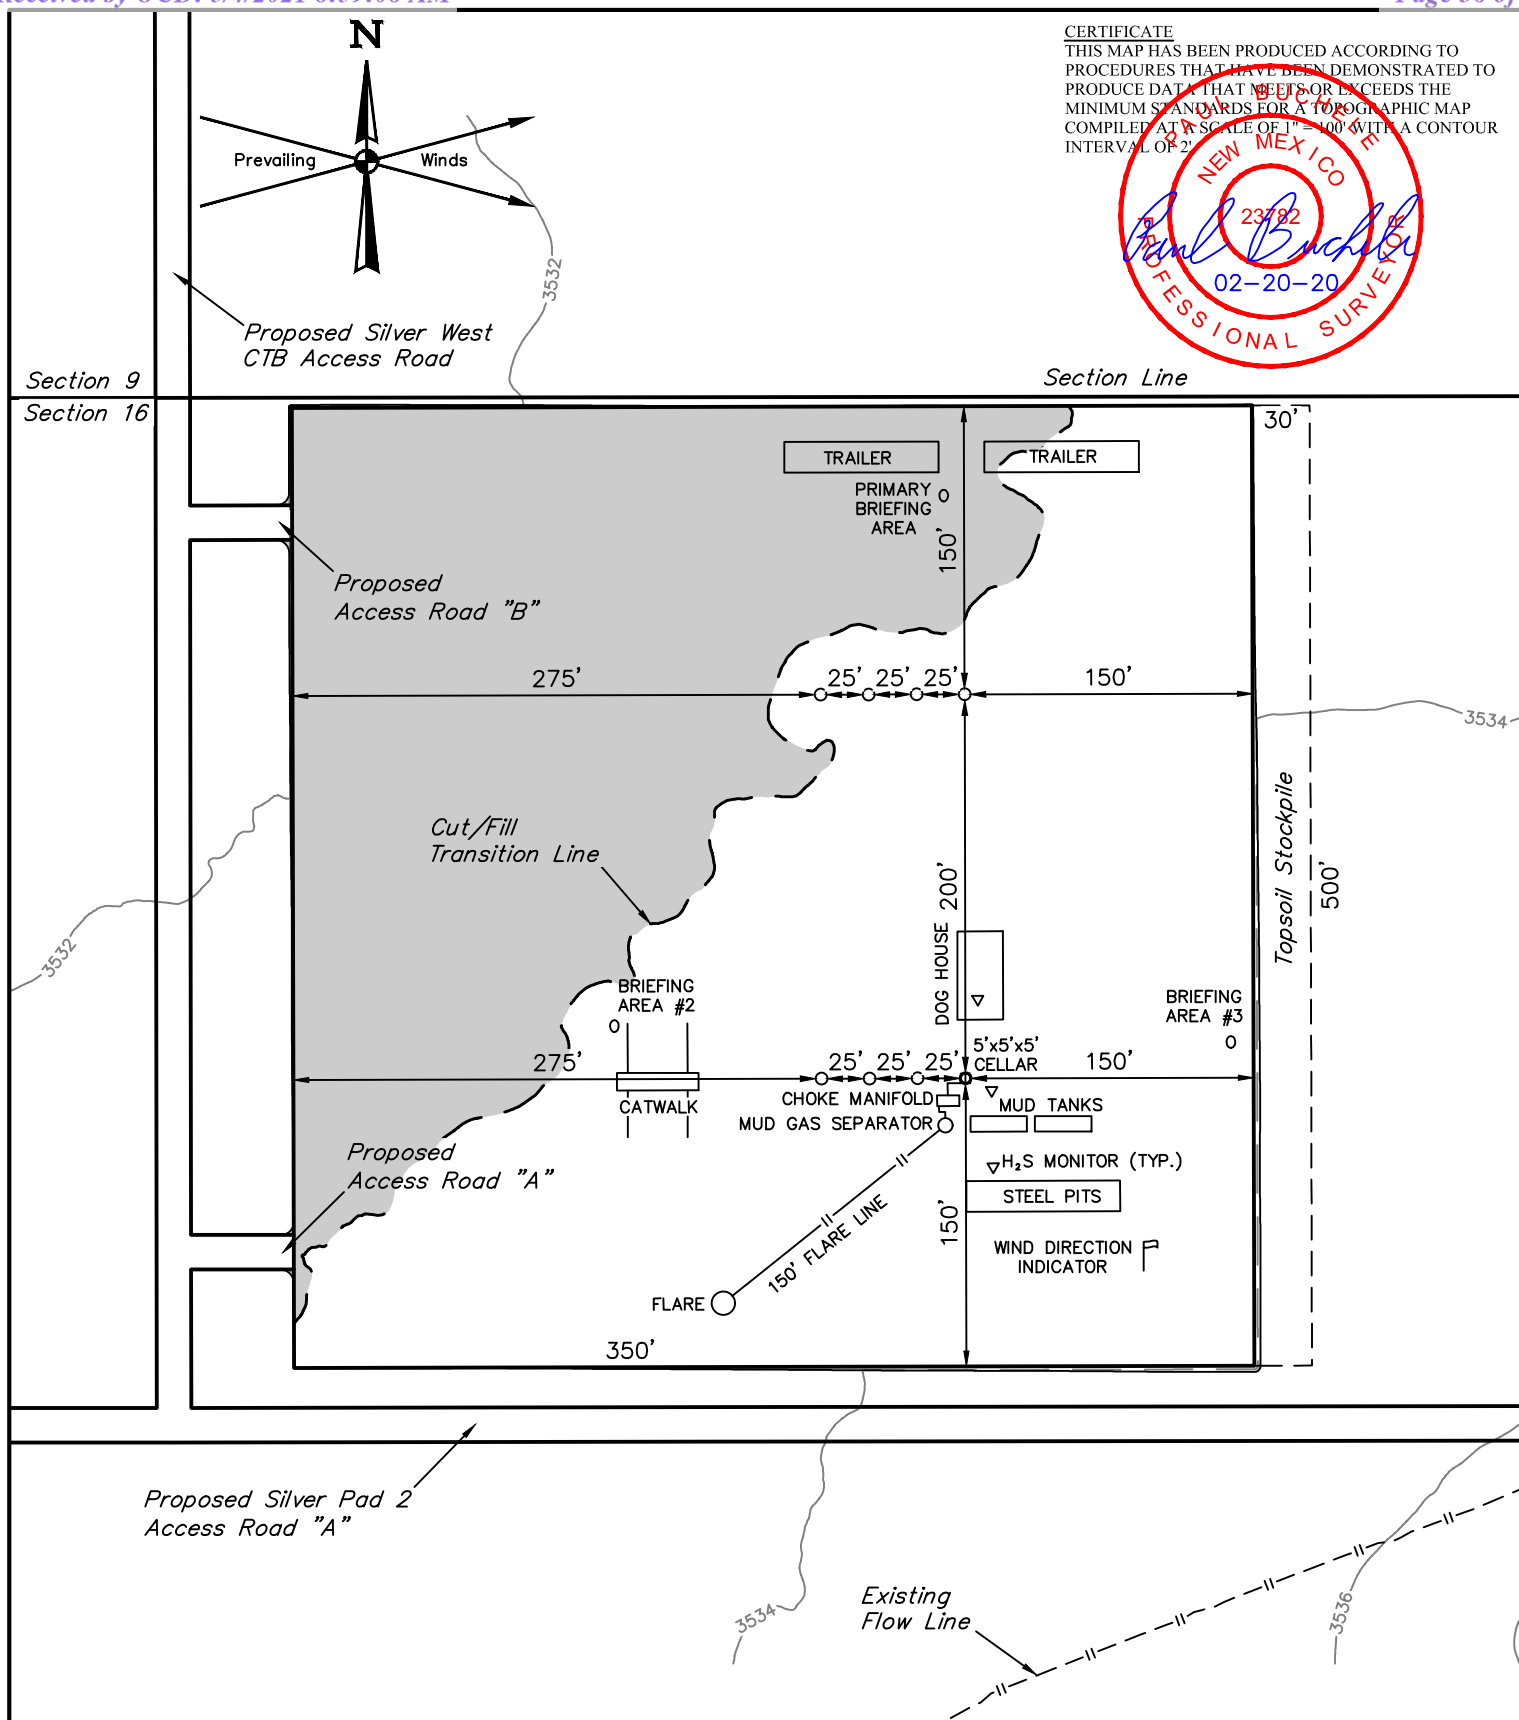 N
Prevailing Winds
CERTIFICATE
THIS MAP HAS BEEN PRODUCED ACCORDING TO
PROCEDURES THAT HAVE BEEN DEMONSTRATED TO
PRODUCE DATA THAT MEETS OR EXCEEDS THE
MINIMUM STANDARDS FOR A TOPOGRAPHIC MAP
COMPILED AT A SCALE OF 1" = 100' WITH A CONTOUR
INTERVAL OF 2'
PAUL BUCHELE
NEW MEXICO
23782
Paul Buchele
02-20-20
PROFESSIONAL SURVEYOR
3532
Proposed Silver West
CTB Access Road
Section 9
Section Line
Section 16
30'
TRAILER
TRAILER
PRIMARY
BRIEFING
AREA
150'
Proposed
Access Road "B"
275'
25' 25' 25'
150'
3534
Cut/Fill
Transition Line
Topsoil Stockpile
500'
200'
DOG HOUSE
3532
BRIEFING
AREA #2
BRIEFING
AREA #3
5'x5'x5'
CELLAR
275'
25' 25' 25'
150'
CATWALK
CHOKE MANIFOLD
MUD TANKS
MUD GAS SEPARATOR
Proposed
Access Road "A"
H₂S MONITOR (TYP.)
STEEL PITS
150'
150' FLARE LINE
WIND DIRECTION
INDICATOR
FLARE
350'
Proposed Silver Pad 2
Access Road "A"
Existing
Flow Line
3534
3536